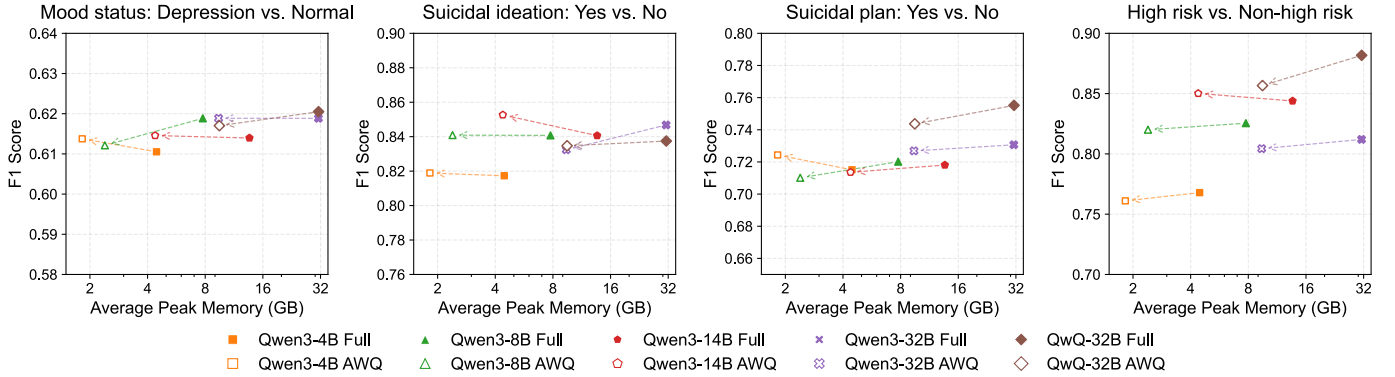 Mood status: Depression vs. Normal
F1 Score
0.64
0.63
0.62
0.61
0.60
0.59
0.58
2 4 8 16 32
Average Peak Memory (GB)
Suicidal ideation: Yes vs. No
F1 Score
0.90
0.88
0.86
0.84
0.82
0.80
0.78
0.76
2 4 8 16 32
Average Peak Memory (GB)
Suicidal plan: Yes vs. No
F1 Score
0.80
0.78
0.76
0.74
0.72
0.70
0.68
0.66
2 4 8 16 32
Average Peak Memory (GB)
High risk vs. Non-high risk
F1 Score
0.90
0.85
0.80
0.75
0.70
2 4 8 16 32
Average Peak Memory (GB)
Qwen3-4B Full Qwen3-8B Full Qwen3-14B Full Qwen3-32B Full QwQ-32B Full
Qwen3-4B AWQ Qwen3-8B AWQ Qwen3-14B AWQ Qwen3-32B AWQ QwQ-32B AWQ